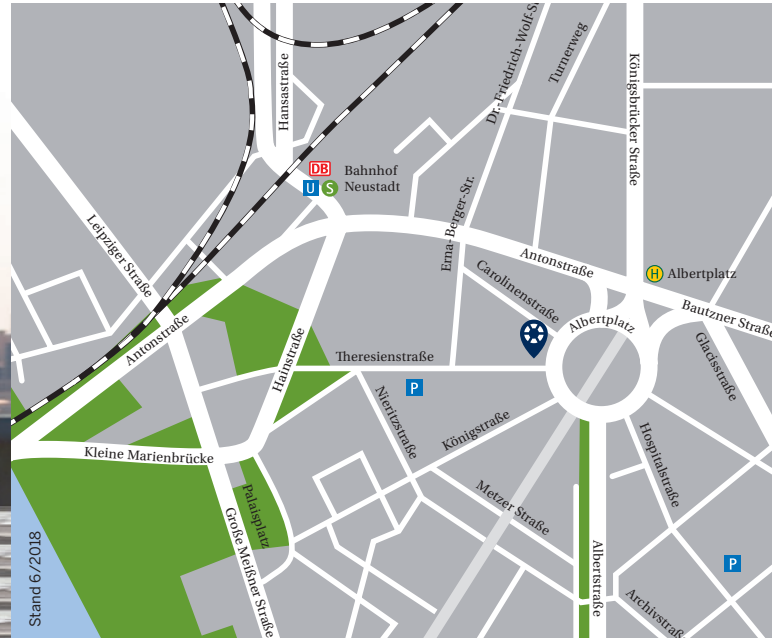 Hansastraße
Dr.-Friedrich-Wolf-S
Turnerweg
Königsbrücker Straße
DB
Bahnhof
U S Neustadt
Leipziger Straße
Erna-Berger-Str.
Antonstraße
H Albertplatz
Carolinenstraße
Bautzner Straße
Albertplatz
Antonstraße
Hainstraße
Theresienstraße
Glacisstraße
P
Nieritzstraße
Königstraße
Kleine Marienbrücke
Hospitalstraße
Palaisplatz
Metzer Straße
Große Meißner Straße
Albertstraße
P
Archivstraß
Stand 6/2018